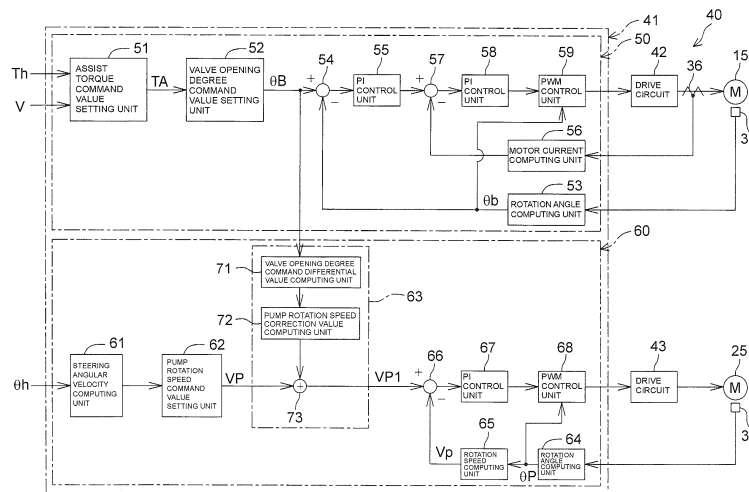 40
41
50
51
52
54
55
57
58
59
42
36
15
Th
V
ASSIST
TORQUE
COMMAND
VALUE
SETTING UNIT
TA
VALVE OPENING
DEGREE
COMMAND
VALUE SETTING
UNIT
θB
+
−
PI
CONTROL
UNIT
+
−
PI
CONTROL
UNIT
PWM
CONTROL
UNIT
DRIVE
CIRCUIT
M
3
56
MOTOR CURRENT
COMPUTING UNIT
53
θb
ROTATION ANGLE
COMPUTING UNIT
60
71
VALVE OPENING DEGREE
COMMAND DIFFERENTIAL
VALUE COMPUTING UNIT
63
72
PUMP ROTATION SPEED
CORRECTION VALUE
COMPUTING UNIT
61
62
66
67
68
43
25
θh
STEERING
ANGULAR
VELOCITY
COMPUTING
UNIT
PUMP
ROTATION
SPEED
COMMAND
VALUE
SETTING UNIT
VP
+
73
VP1
+
−
PI
CONTROL
UNIT
PWM
CONTROL
UNIT
DRIVE
CIRCUIT
M
3
65
64
Vp
ROTATION
SPEED
COMPUTING
UNIT
θP
ROTATION
ANGLE
COMPUTING
UNIT